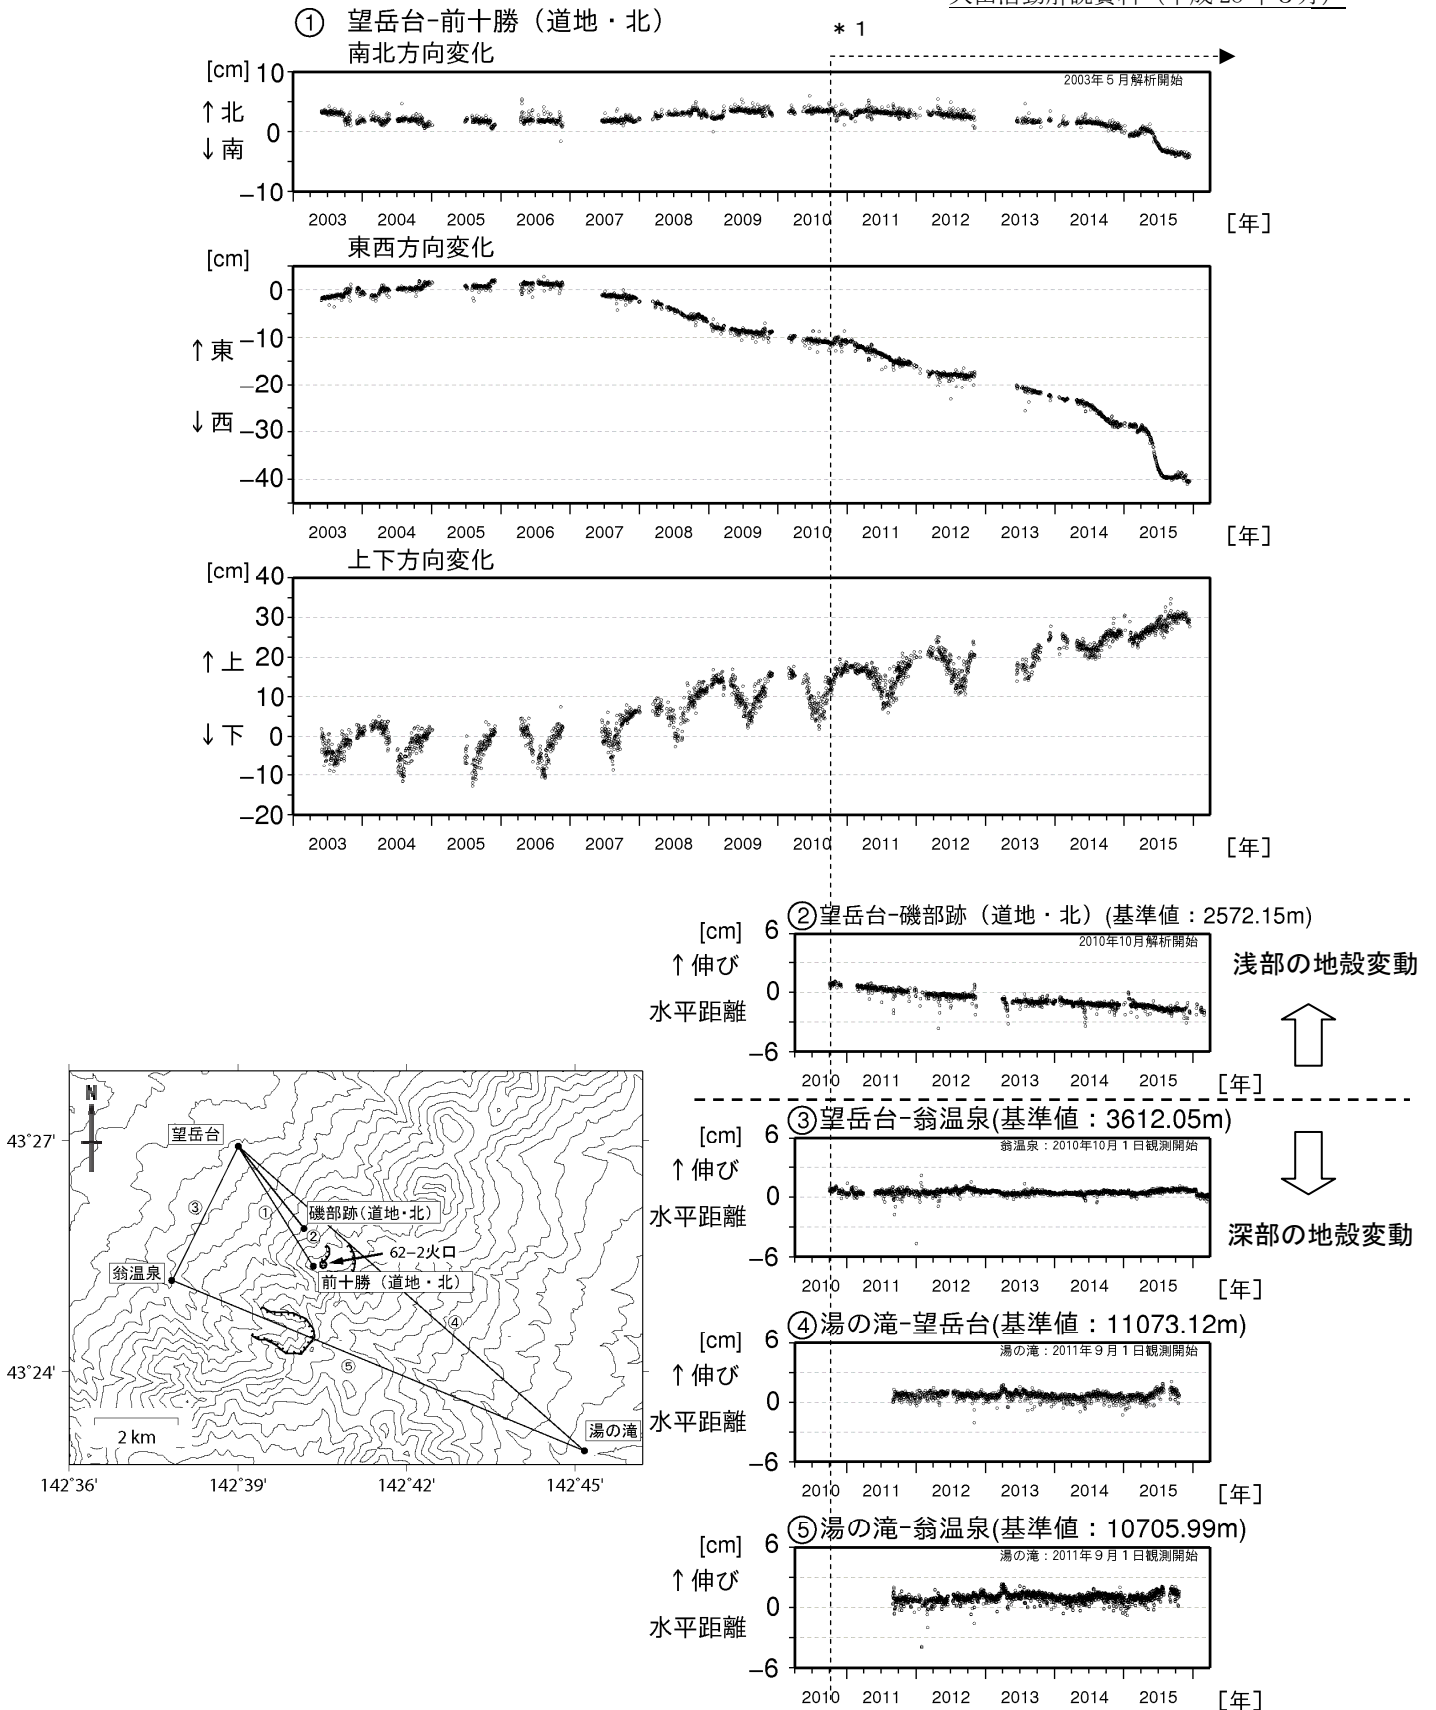 ① 望岳台-前十勝（道地・北）
＊１
南北方向変化
[cm] 10
2003年５月解析開始
↑北
0
↓南
−10
2003 2004 2005 2006 2007 2008 2009 2010 2011 2012 2013 2014 2015 ［年］
東西方向変化
[cm]
0
−10
↑東
−20
↓西
−30
−40
2003 2004 2005 2006 2007 2008 2009 2010 2011 2012 2013 2014 2015 ［年］
上下方向変化
[cm] 40
30
↑上 20
10
↓下 0
−10
−20
2003 2004 2005 2006 2007 2008 2009 2010 2011 2012 2013 2014 2015 ［年］
②望岳台-磯部跡（道地・北）(基準値：2572.15m)
[cm] 6
2010年10月解析開始
↑伸び
0
水平距離
−6
2010 2011 2012 2013 2014 2015 ［年］
浅部の地殻変動
③望岳台-翁温泉(基準値：3612.05m)
[cm] 6
翁温泉：2010年10月１日観測開始
↑伸び
0
水平距離
−6
2010 2011 2012 2013 2014 2015 ［年］
深部の地殻変動
④湯の滝-望岳台(基準値：11073.12m)
[cm] 6
湯の滝：2011年９月１日観測開始
↑伸び
0
水平距離
−6
2010 2011 2012 2013 2014 2015 ［年］
⑤湯の滝-翁温泉(基準値：10705.99m)
[cm] 6
湯の滝：2011年９月１日観測開始
↑伸び
0
水平距離
−6
2010 2011 2012 2013 2014 2015 ［年］
N
43˚27'
望岳台
③
①
磯部跡（道地・北）
②
62−2火口
翁温泉
前十勝（道地・北）
④
⑤
43˚24'
2 km
湯の滝
142˚36' 142˚39' 142˚42' 142˚45'